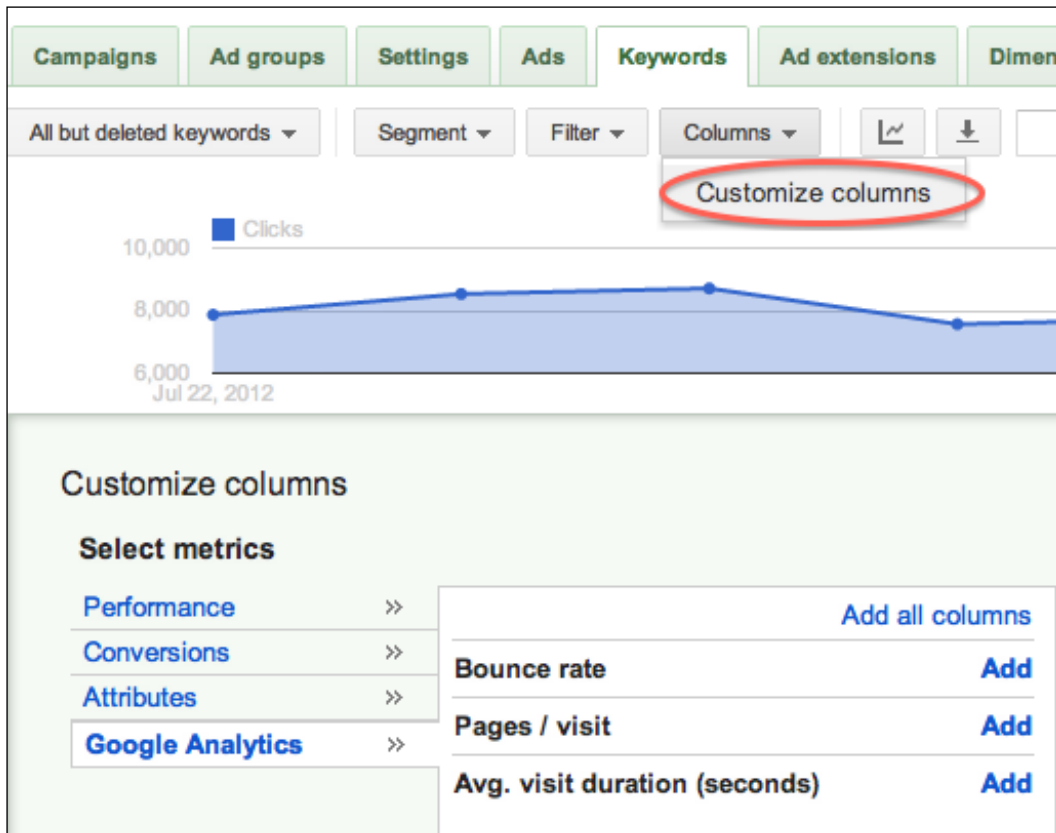 Campaigns Ad groups Settings Ads Keywords Ad extensions Dimen
All but deleted keywords Segment Filter Columns
Customize columns
Clicks
10,000
8,000
6,000
Jul 22, 2012
Customize columns
Select metrics
Performance »
Conversions »
Attributes »
Google Analytics »
Add all columns
Bounce rate Add
Pages / visit Add
Avg. visit duration (seconds) Add